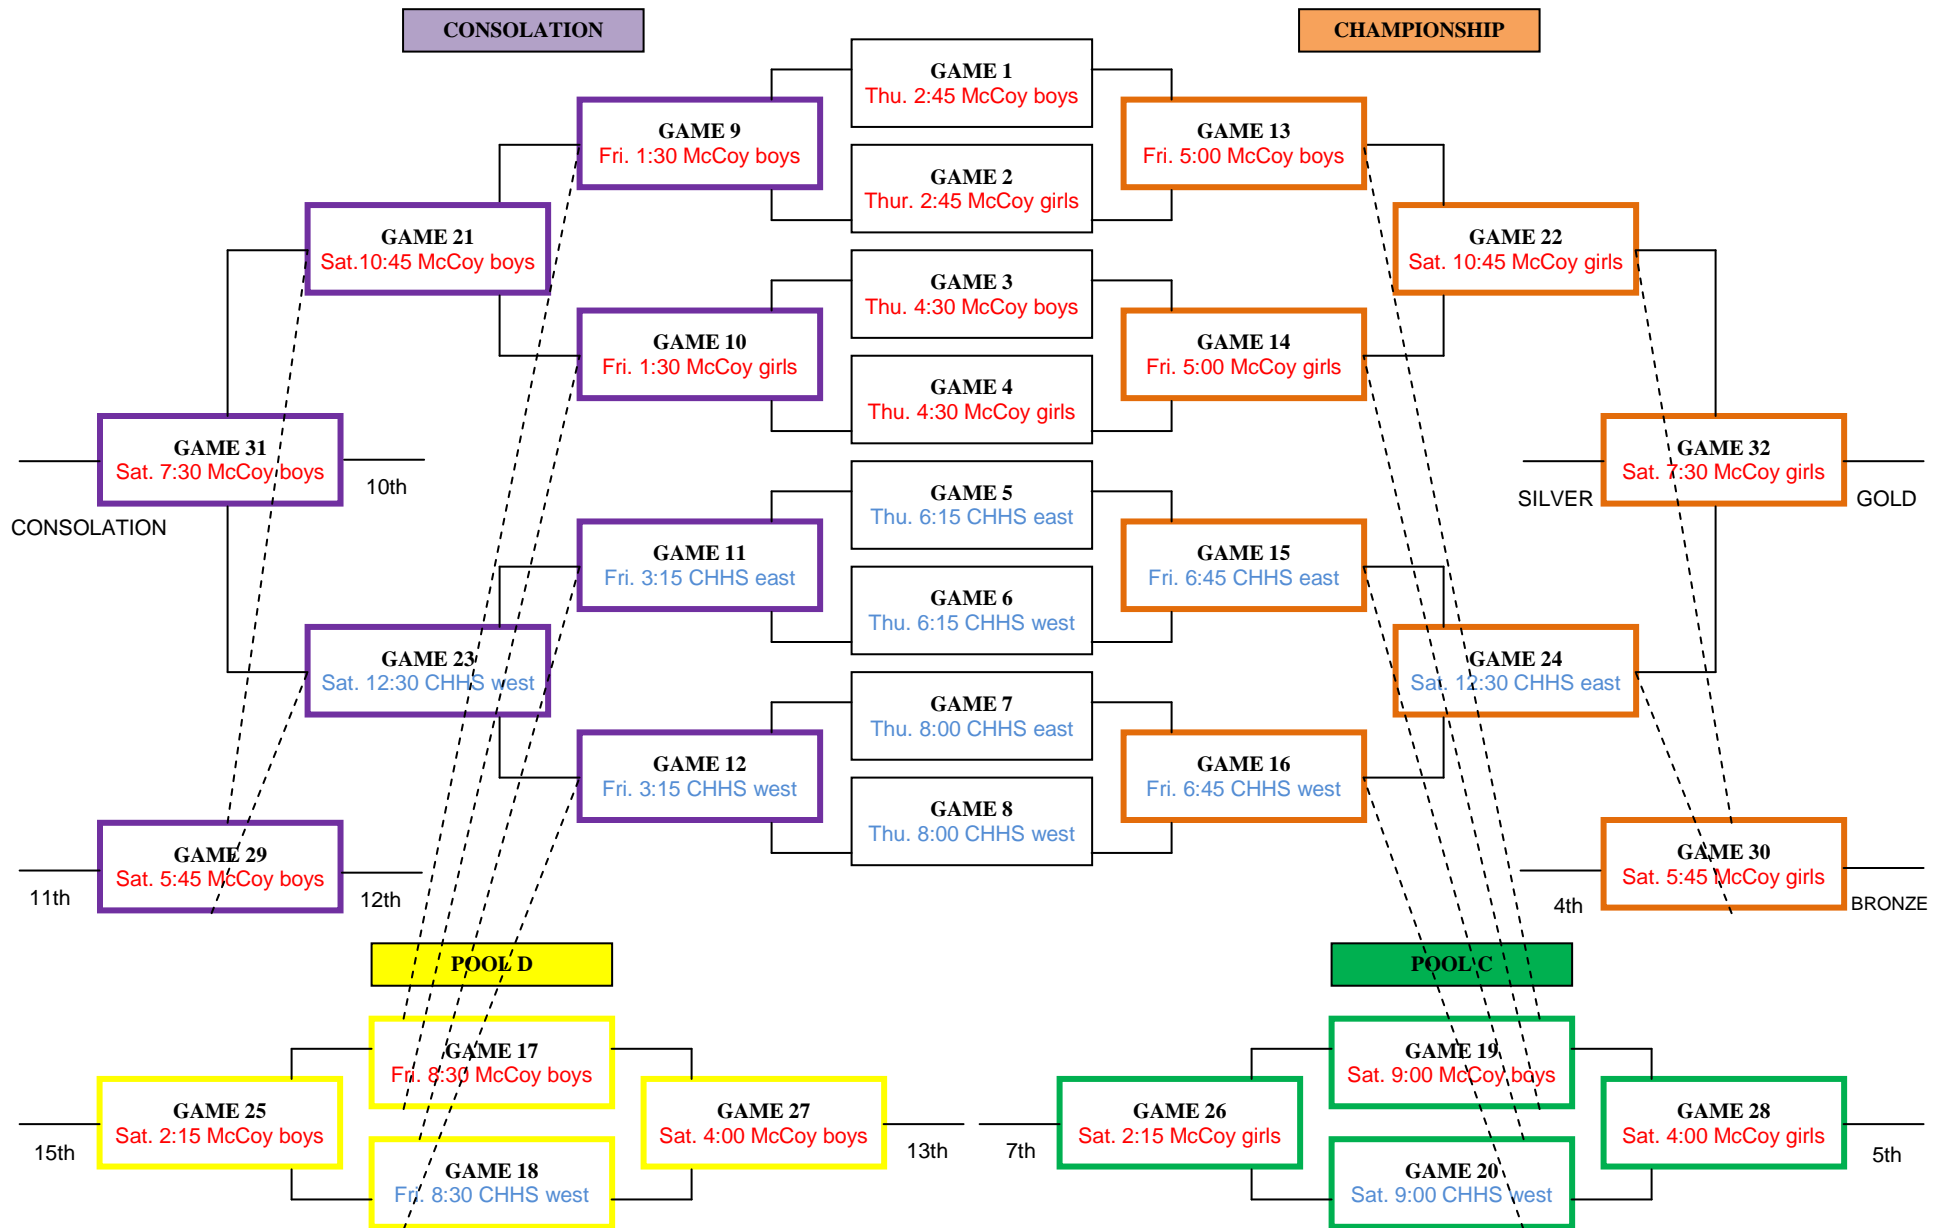 CONSOLATION
CHAMPIONSHIP
GAME 1
Thu. 2:45 McCoy boys
GAME 9
Fri. 1:30 McCoy boys
GAME 13
Fri. 5:00 McCoy boys
GAME 2
Thur. 2:45 McCoy girls
GAME 21
Sat.10:45 McCoy boys
GAME 22
Sat. 10:45 McCoy girls
GAME 3
Thu. 4:30 McCoy boys
GAME 10
Fri. 1:30 McCoy girls
GAME 14
Fri. 5:00 McCoy girls
GAME 4
Thu. 4:30 McCoy girls
GAME 31
Sat. 7:30 McCoy boys
10th
CONSOLATION
GAME 32
Sat. 7:30 McCoy girls
SILVER
GOLD
GAME 5
Thu. 6:15 CHHS east
GAME 11
Fri. 3:15 CHHS east
GAME 15
Fri. 6:45 CHHS east
GAME 6
Thu. 6:15 CHHS west
GAME 23
Sat. 12:30 CHHS west
GAME 24
Sat. 12:30 CHHS east
GAME 7
Thu. 8:00 CHHS east
GAME 12
Fri. 3:15 CHHS west
GAME 16
Fri. 6:45 CHHS west
GAME 8
Thu. 8:00 CHHS west
GAME 29
Sat. 5:45 McCoy boys
11th
12th
GAME 30
Sat. 5:45 McCoy girls
4th
BRONZE
POOL D
POOL C
GAME 17
Fri. 8:30 McCoy boys
GAME 25
Sat. 2:15 McCoy boys
15th
GAME 27
Sat. 4:00 McCoy boys
13th
GAME 18
Fri. 8:30 CHHS west
GAME 19
Sat. 9:00 McCoy boys
GAME 26
Sat. 2:15 McCoy girls
7th
GAME 28
Sat. 4:00 McCoy girls
5th
GAME 20
Sat. 9:00 CHHS west